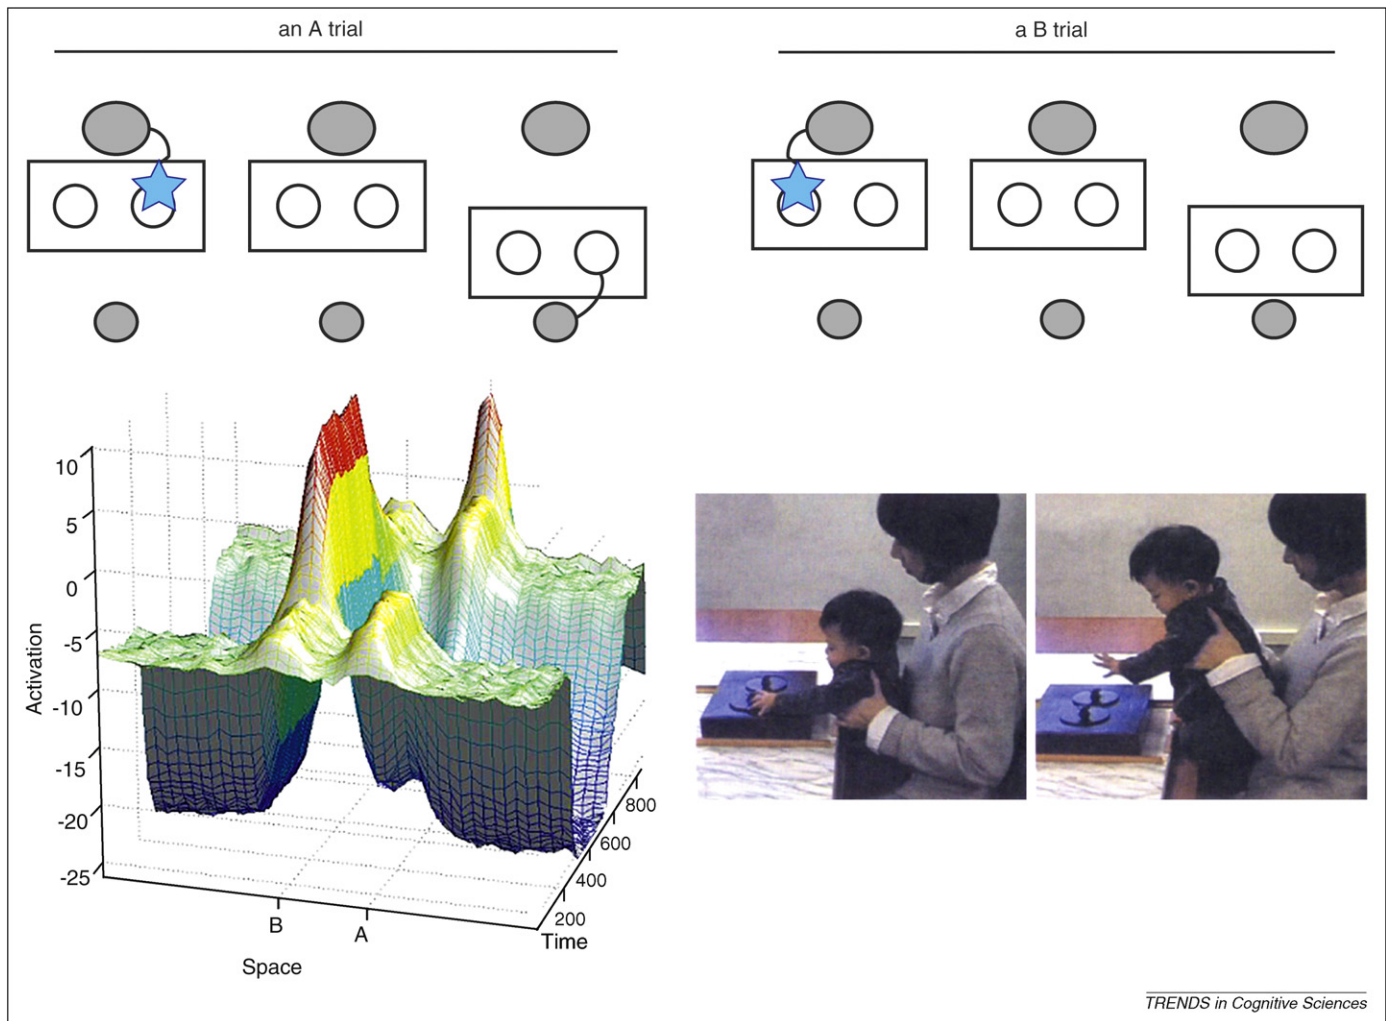 an A trial
a B trial
10
5
0
-5
-10
-15
-20
-25
Activation
B
A
Space
200
400
600
800
Time
TRENDS in Cognitive Sciences